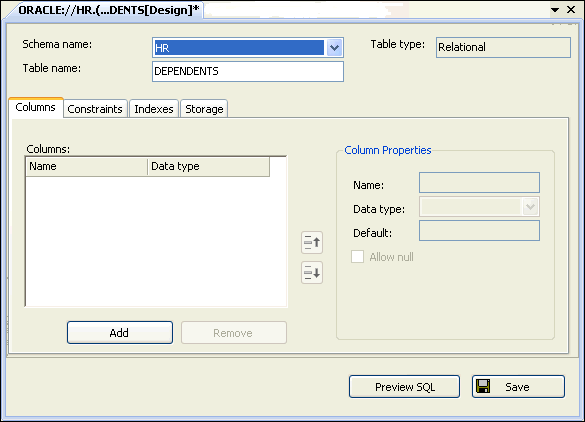 ORACLE://HR.(...DENTS[Design]*
Schema name: HR Table type: Relational
Table name: DEPENDENTS
Columns Constraints Indexes Storage
Columns: Column Properties
Name Data type
Name:
Data type:
Default:
Allow null
Add Remove
Preview SQL Save